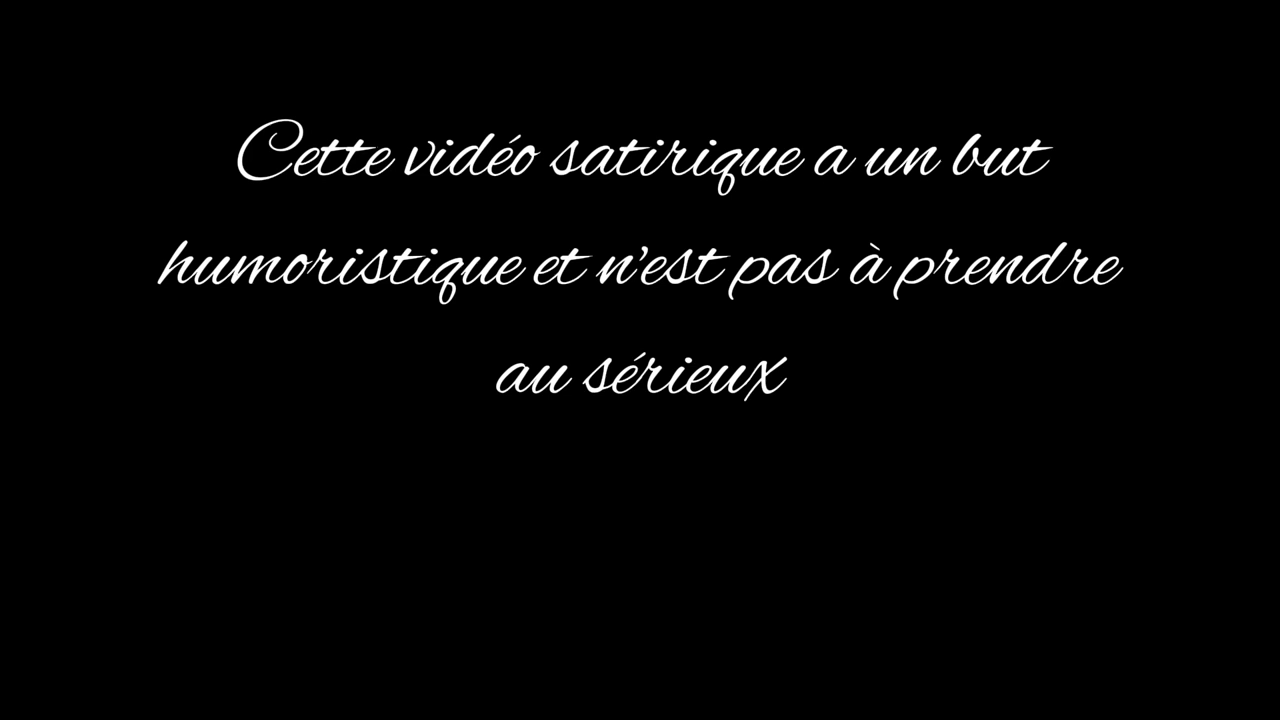 Cette vidéo satirique a un but
humoristique et n'est pas à prendre
au sérieux